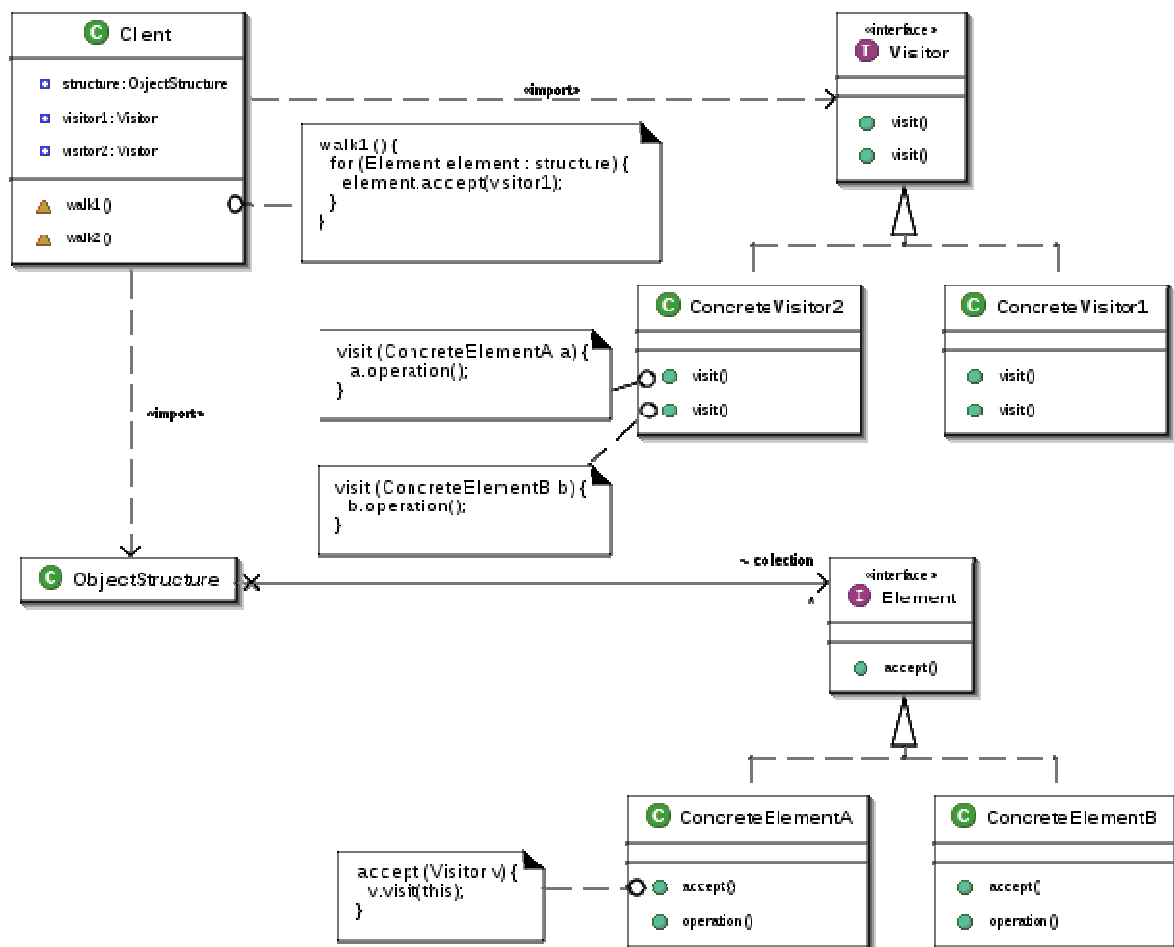 C Client
structure : ObjectStructure
visitor1 : Visitor
visitor2 : Visitor
walk1 ()
walk2 ()
«import»
«interface»
I Visitor
visit()
visit()
walk1 () {
for (Element element : structure) {
element.accept(visitor1);
}
}
C ConcreteVisitor2
visit()
visit()
C ConcreteVisitor1
visit()
visit()
visit (ConcreteElementA a) {
a.operation();
}
visit (ConcreteElementB b) {
b.operation();
}
«import»
C ObjectStructure
~ colection
*
«interface»
I Element
accept()
C ConcreteElementA
accept()
operation ()
C ConcreteElementB
accept(
operation ()
accept (Visitor v) {
v.visit(this);
}